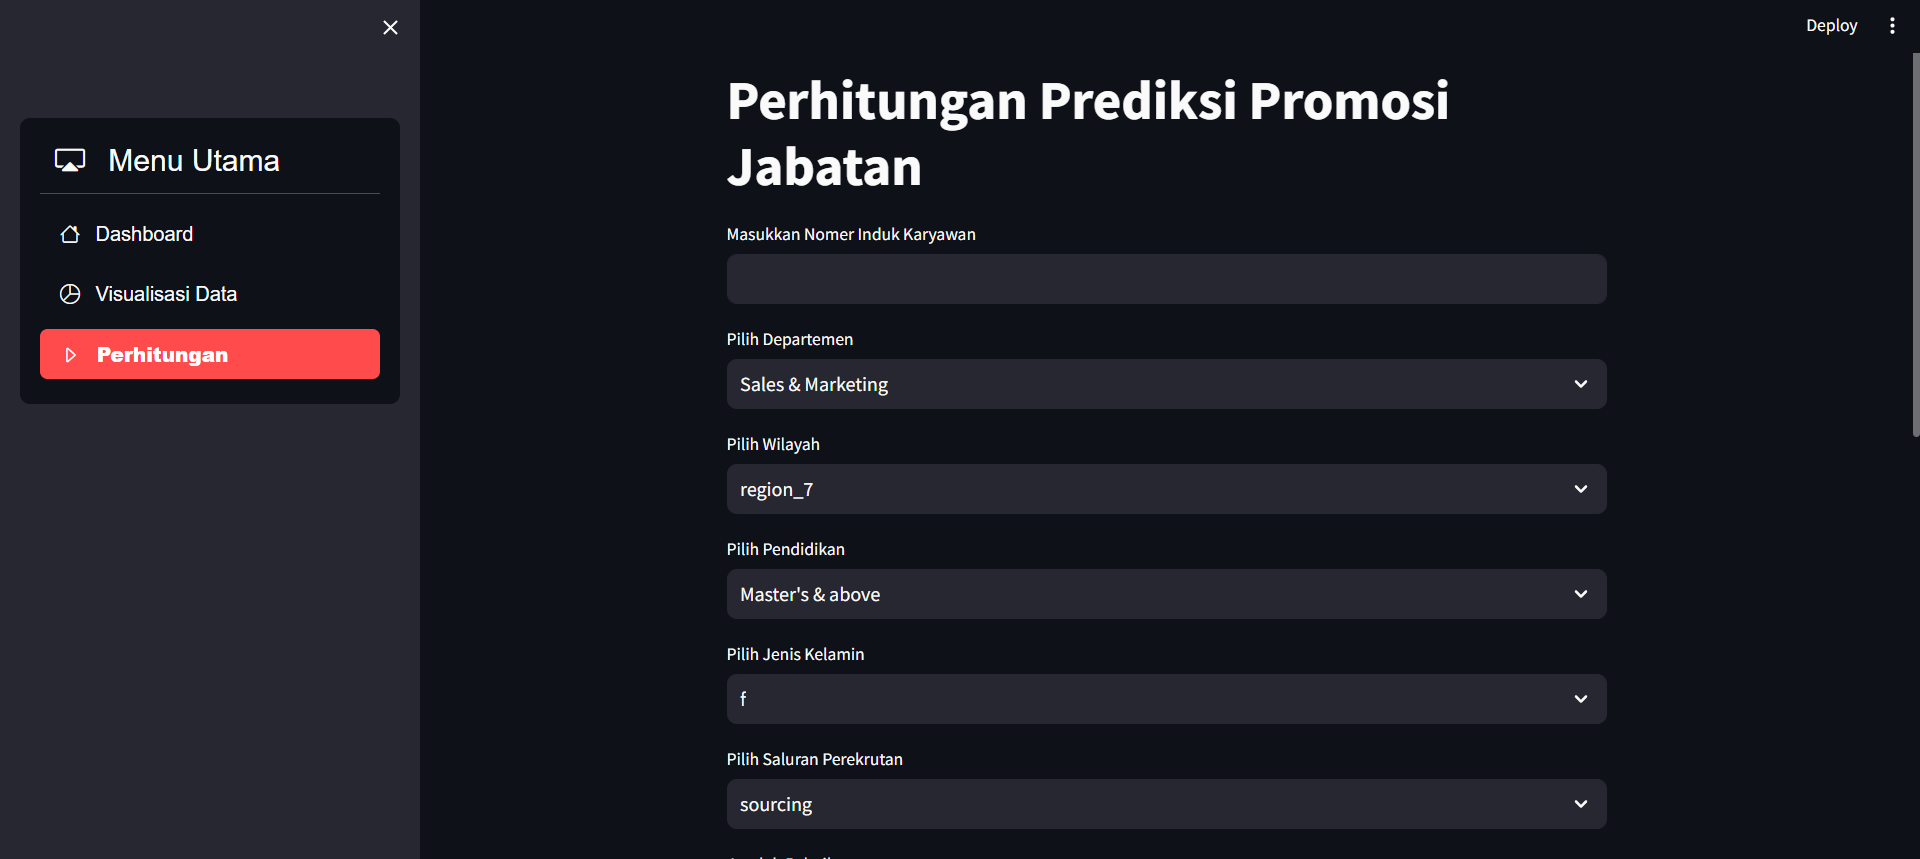 Deploy
Menu Utama
Dashboard
Visualisasi Data
Perhitungan
Perhitungan Prediksi Promosi
Jabatan
Masukkan Nomer Induk Karyawan
Pilih Departemen
Sales & Marketing
Pilih Wilayah
region_7
Pilih Pendidikan
Master's & above
Pilih Jenis Kelamin
f
Pilih Saluran Perekrutan
sourcing